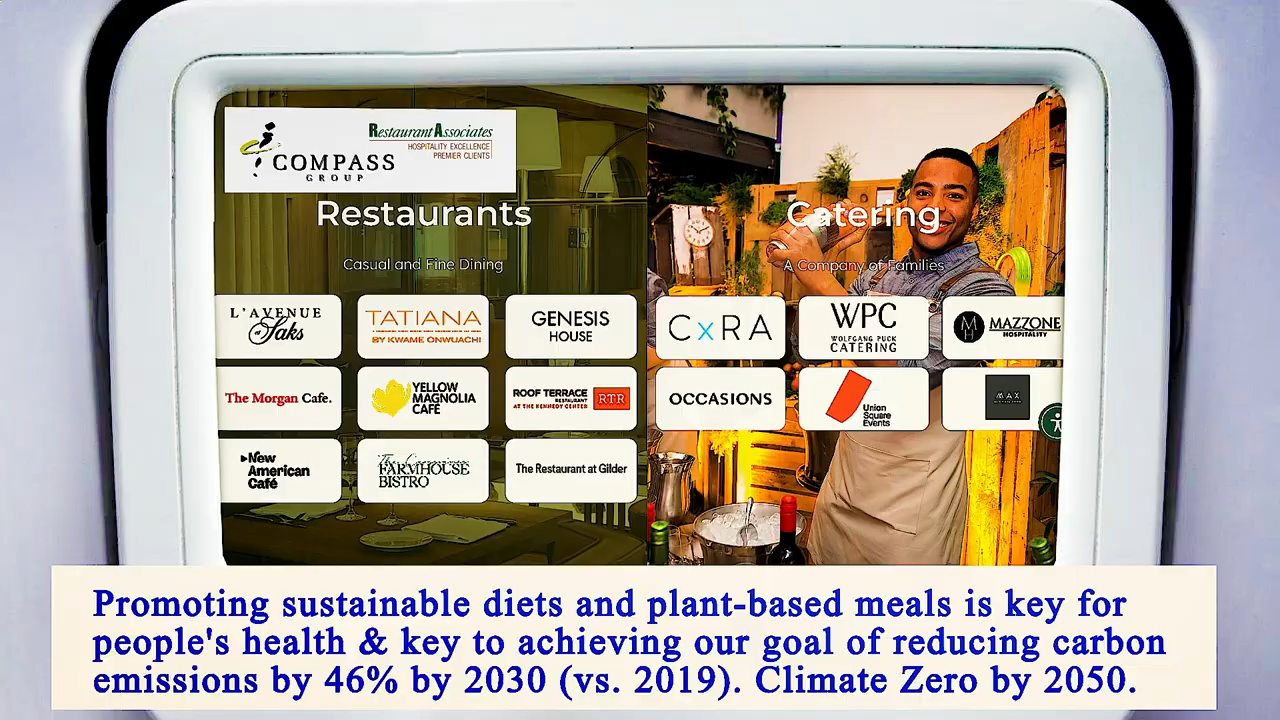 COMPASS
GROUP
Restaurant Associates
HOSPITALITY EXCELLENCE
PREMIER CLIENTS
Restaurants
Casual and Fine Dining
L'AVENUE
Saks
TATIANA
BY KWAME ONWUACHI
GENESIS
HOUSE
The Morgan Cafe.
YELLOW
MAGNOLIA
CAFÉ
ROOF TERRACE
RESTAURANT
AT THE KENNEDY CENTER
RTR
New
American
Café
FARMHOUSE
BISTRO
The Restaurant at Gilder
Catering
A Company of Families
CxRA
WPC
WOLFGANG PUCK
CATERING
MH
MAZZONE
HOSPITALITY
OCCASIONS
Union
Square
Events
MAX
Promoting sustainable diets and plant-based meals is key for
people's health & key to achieving our goal of reducing carbon
emissions by 46% by 2030 (vs. 2019). Climate Zero by 2050.